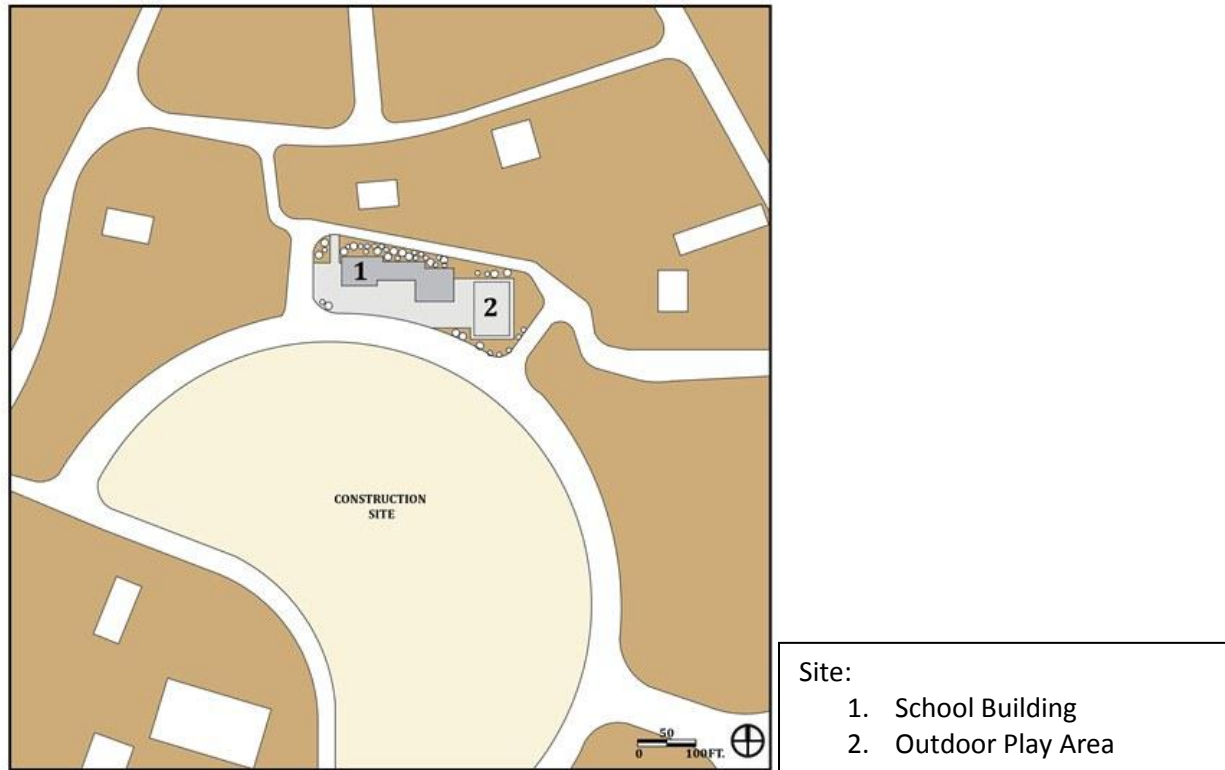 1
2
CONSTRUCTION
SITE
50
0 100FT.
Site:
1. School Building
2. Outdoor Play Area